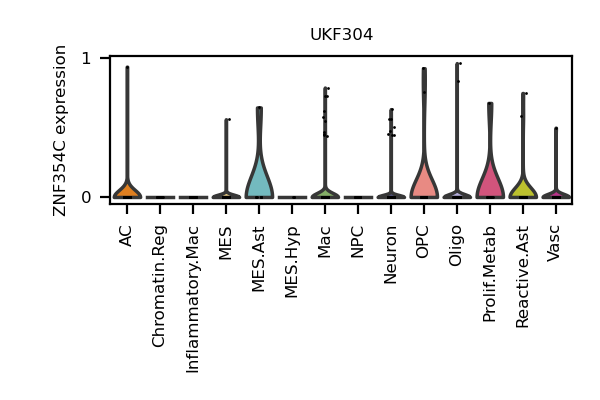 UKF304
ZNF354C expression
1
0
AC
Chromatin.Reg
Inflammatory.Mac
MES
MES.Ast
MES.Hyp
Mac
NPC
Neuron
OPC
Oligo
Prolif.Metab
Reactive.Ast
Vasc